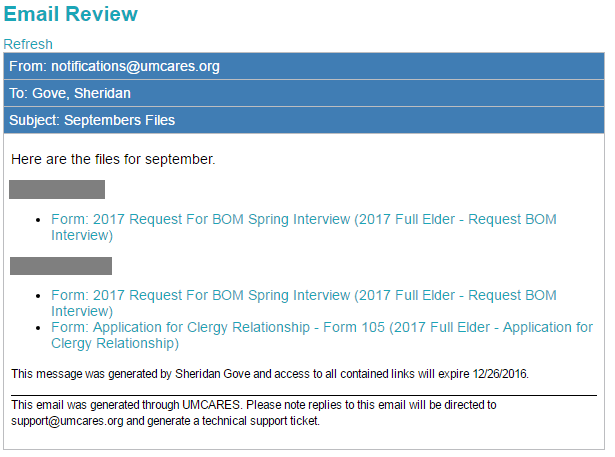 Email Review
Refresh
From: notifications@umcares.org
To: Gove, Sheridan
Subject: Septembers Files
Here are the files for september.
• Form: 2017 Request For BOM Spring Interview (2017 Full Elder - Request BOM
Interview)
• Form: 2017 Request For BOM Spring Interview (2017 Full Elder - Request BOM
Interview)
• Form: Application for Clergy Relationship - Form 105 (2017 Full Elder - Application for
Clergy Relationship)
This message was generated by Sheridan Gove and access to all contained links will expire 12/26/2016.
This email was generated through UMCARES. Please note replies to this email will be directed to
support@umcares.org and generate a technical support ticket.